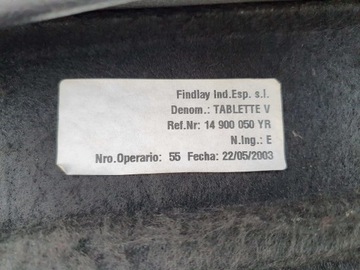 Findlay Ind.Esp. s.l.
Denom.: TABLETTE V
Ref.Nr: 14 900 050 YR
N.Ing.: E
Nro.Operario: 55 Fecha: 22/05/2003